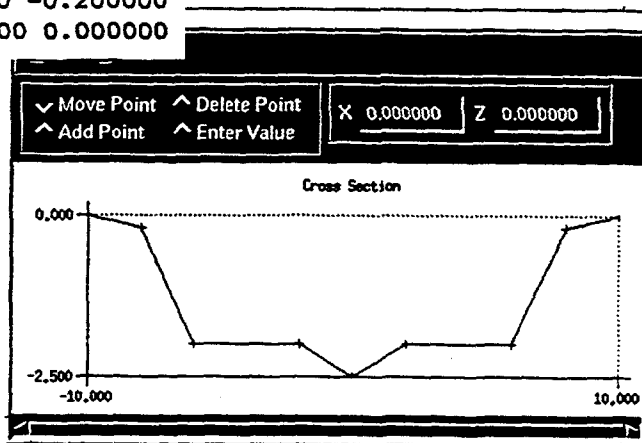 -0.200000
00 0.000000
Move Point Delete Point X 0.000000 Z 0.000000
Add Point Enter Value
Cross Section
0.000
-2.500
-10.000 10.000